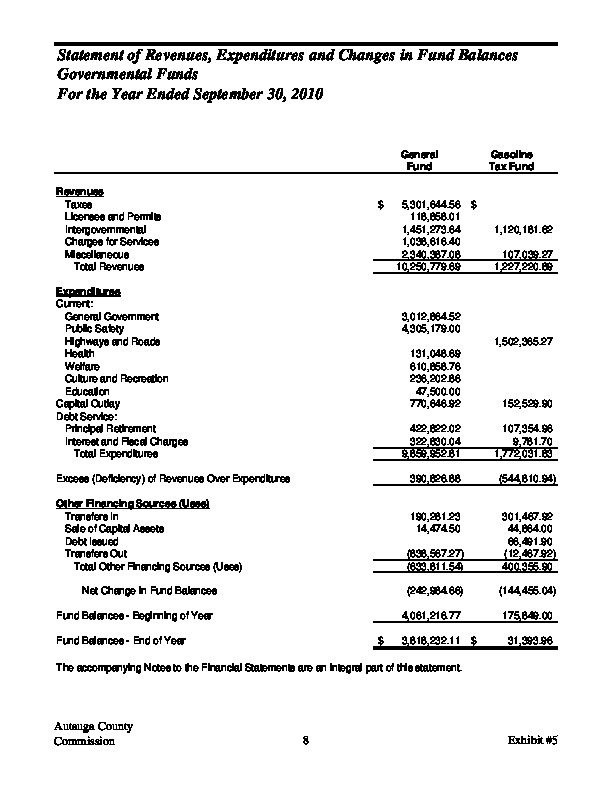 Statement of Revenues, Expenditures and Changes in Fund Balances
Governmental Funds
For the Year Ended September 30, 2010
General Fund Gasoline Tax Fund
Revenues
Taxes $ 5,301,644.56 $
Licenses and Permits 118,858.01
Intergovernmental 1,451,273.64 1,120,181.62
Charges for Services 1,038,616.40
Miscellaneous 2,340,387.08 107,039.27
Total Revenues 10,250,779.69 1,227,220.89
Expenditures
Current:
General Government 3,012,864.52
Public Safety 4,305,179.00
Highways and Roads 1,502,365.27
Health 131,048.69
Welfare 610,858.76
Culture and Recreation 236,202.86
Education 47,500.00
Capital Outlay 770,646.92 152,529.90
Debt Service:
Principal Retirement 422,822.02 107,354.96
Interest and Fiscal Charges 322,830.04 9,781.70
Total Expenditures 9,859,952.81 1,772,031.83
Excess (Deficiency) of Revenues Over Expenditures 390,826.88 (544,810.94)
Other Financing Sources (Uses)
Transfers In 190,281.23 301,467.92
Sale of Capital Assets 14,474.50 44,864.00
Debt Issued 66,491.90
Transfers Out (838,567.27) (12,467.92)
Total Other Financing Sources (Uses) (633,811.54) 400,355.90
Net Change in Fund Balances (242,984.66) (144,455.04)
Fund Balances - Beginning of Year 4,061,216.77 175,849.00
Fund Balances - End of Year $ 3,818,232.11 $ 31,393.96
The accompanying Notes to the Financial Statements are an integral part of this statement.
Autauga County
Commission 8 Exhibit #5